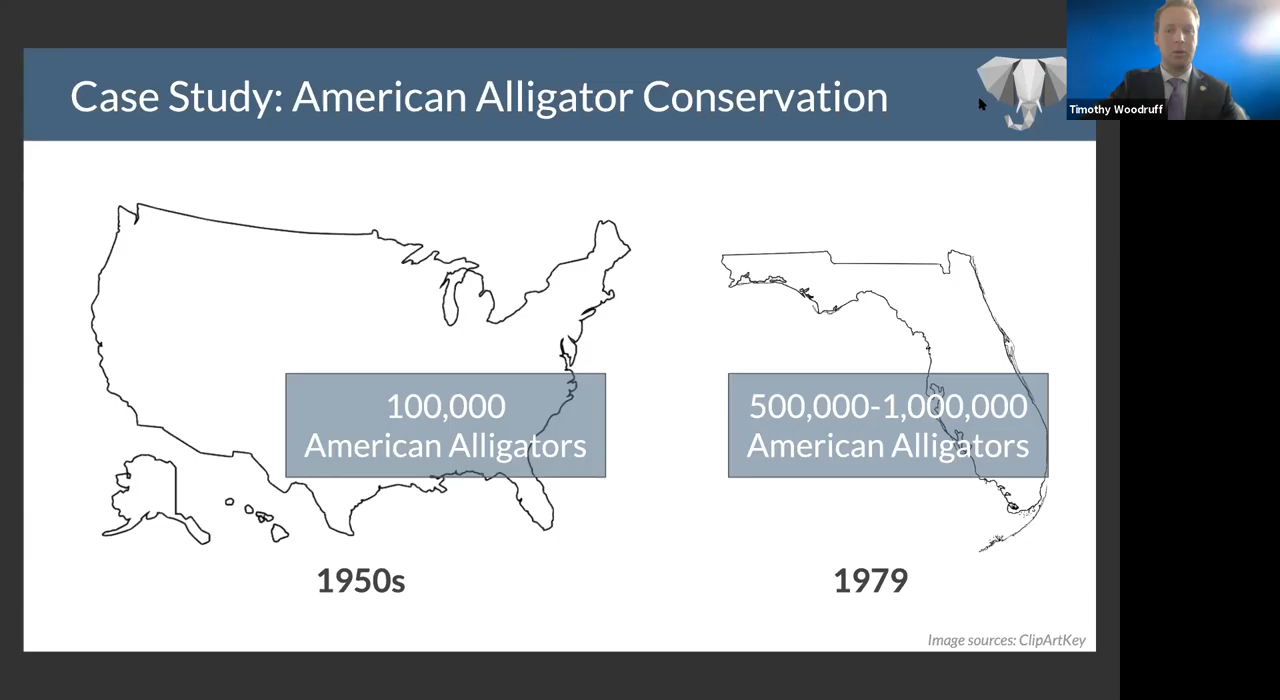 Case Study: American Alligator Conservation
Timothy Woodruff
100,000
American Alligators
500,000-1,000,000
American Alligators
1950s
1979
Image sources: ClipArtKey